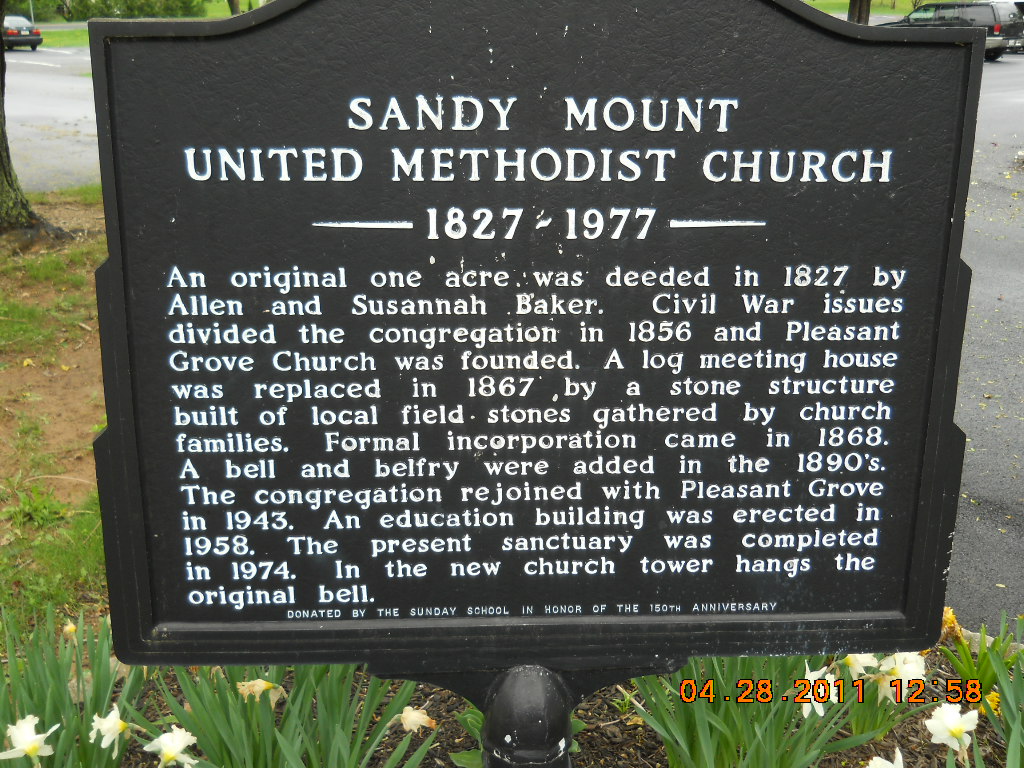 SANDY MOUNT
UNITED METHODIST CHURCH
1827-1977
An original one acre was deeded in 1827 by
Allen and Susannah Baker. Civil War issues
divided the congregation in 1856 and Pleasant
Grove Church was founded. A log meeting house
was replaced in 1867 by a stone structure
built of local field stones gathered by church
families. Formal incorporation came in 1868.
A bell and belfry were added in the 1890's.
The congregation rejoined with Pleasant Grove
in 1943. An education building was erected in
1958. The present sanctuary was completed
in 1974. In the new church tower hangs the
original bell.
DONATED BY THE SUNDAY SCHOOL IN HONOR OF THE 150TH ANNIVERSARY
04.28.2011 12:58